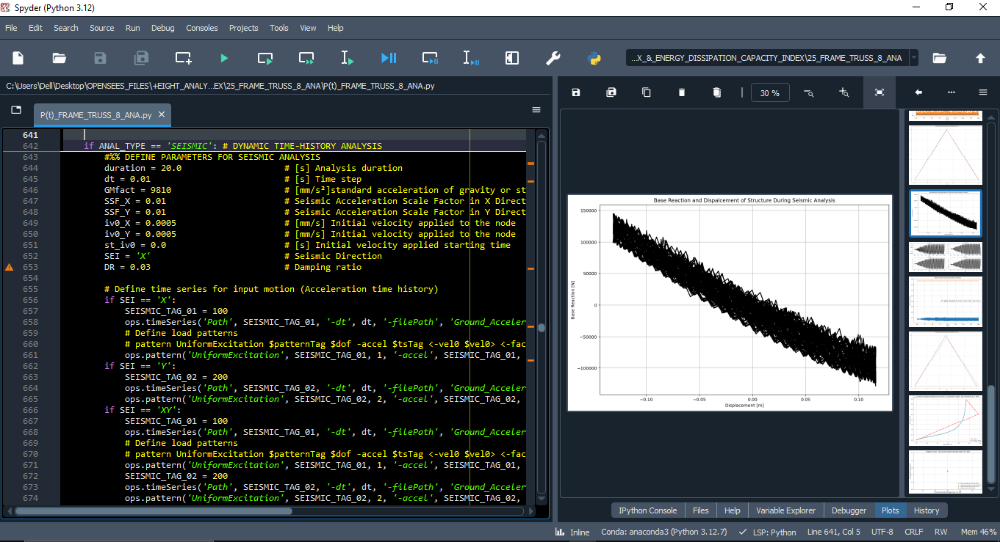 Spyder (Python 3.12)
File Edit Search Source Run Debug Consoles Projects Tools View Help
...X_&_ENERGY_DISSIPATION_CAPACITY_INDEX\25_FRAME_TRUSS_8_ANA
C:\Users\Dell\Desktop\OPENSEES_FILES\+EIGHT_ANALY...EX\25_FRAME_TRUSS_8_ANA\P(t)_FRAME_TRUSS_8_ANA.py
P(t)_FRAME_TRUSS_8_ANA.py
30 %
641
642 if ANAL_TYPE == 'SEISMIC': # DYNAMIC TIME-HISTORY ANALYSIS
643 #%% DEFINE PARAMETERS FOR SEISMIC ANALYSIS
644 duration = 20.0 # [s] Analysis duration
645 dt = 0.01 # [s] Time step
646 GMfact = 9810 # [mm/s²]standard acceleration of gravity or st
647 SSF_X = 0.01 # Seismic Acceleration Scale Factor in X Direct
648 SSF_Y = 0.01 # Seismic Acceleration Scale Factor in Y Direct
649 iv0_X = 0.0005 # [mm/s] Initial velocity applied to the node
650 iv0_Y = 0.0005 # [mm/s] Initial velocity applied to the node
651 st_iv0 = 0.0 # [s] Initial velocity applied starting time
652 SEI = 'X' # Seismic Direction
653 DR = 0.03 # Damping ratio
654
655 # Define time series for input motion (Acceleration time history)
656 if SEI == 'X':
657 SEISMIC_TAG_01 = 100
658 ops.timeSeries('Path', SEISMIC_TAG_01, '-dt', dt, '-filePath', 'Ground_Acceler
659 # Define load patterns
660 # pattern UniformExcitation $patternTag $dof -accel $tsTag <-vel0 $vel0> <-fac
661 ops.pattern('UniformExcitation', SEISMIC_TAG_01, 1, '-accel', SEISMIC_TAG_01,
662 if SEI == 'Y':
663 SEISMIC_TAG_02 = 200
664 ops.timeSeries('Path', SEISMIC_TAG_02, '-dt', dt, '-filePath', 'Ground_Acceler
665 ops.pattern('UniformExcitation', SEISMIC_TAG_02, 2, '-accel', SEISMIC_TAG_02,
666 if SEI == 'XY':
667 SEISMIC_TAG_01 = 100
668 ops.timeSeries('Path', SEISMIC_TAG_01, '-dt', dt, '-filePath', 'Ground_Acceler
669 # Define load patterns
670 # pattern UniformExcitation $patternTag $dof -accel $tsTag <-vel0 $vel0> <-fac
671 ops.pattern('UniformExcitation', SEISMIC_TAG_01, 1, '-accel', SEISMIC_TAG_01,
672 SEISMIC_TAG_02 = 200
673 ops.timeSeries('Path', SEISMIC_TAG_02, '-dt', dt, '-filePath', 'Ground_Acceler
674 ops.pattern('UniformExcitation', SEISMIC_TAG_02, 2, '-accel', SEISMIC_TAG_02,
Base Reaction and Dispalcement of Structure During Seismic Analysis
150000
100000
50000
0
−50000
−100000
Base Reaction [N]
−0.10 −0.05 0.00 0.05 0.10
Displacement [m]
IPython Console Files Help Variable Explorer Debugger Plots History
Inline Conda: anaconda3 (Python 3.12.7) LSP: Python Line 641, Col 5 UTF-8 CRLF RW Mem 46%